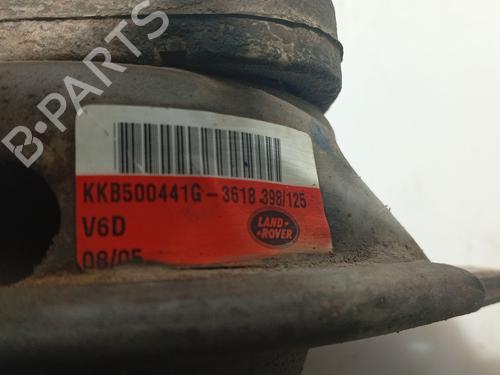 B-PARTS
KKB500441G-3618 398/125
V6D
LAND-
ROVER
08/05